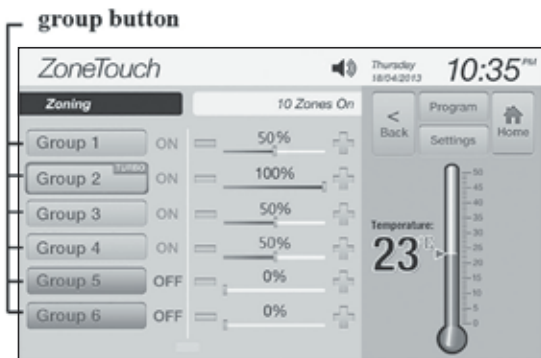 group button
ZoneTouch
Thursday
18/04/2013
10:35 PM
Zoning
10 Zones On
< Back
Program
Settings
Home
Group 1 ON 50%
Group 2 TURBO ON 100%
Group 3 ON 50%
Group 4 ON 50%
Group 5 OFF 0%
Group 6 OFF 0%
Temperature:
23
50
45
40
35
30
25
20
15
10
5
0